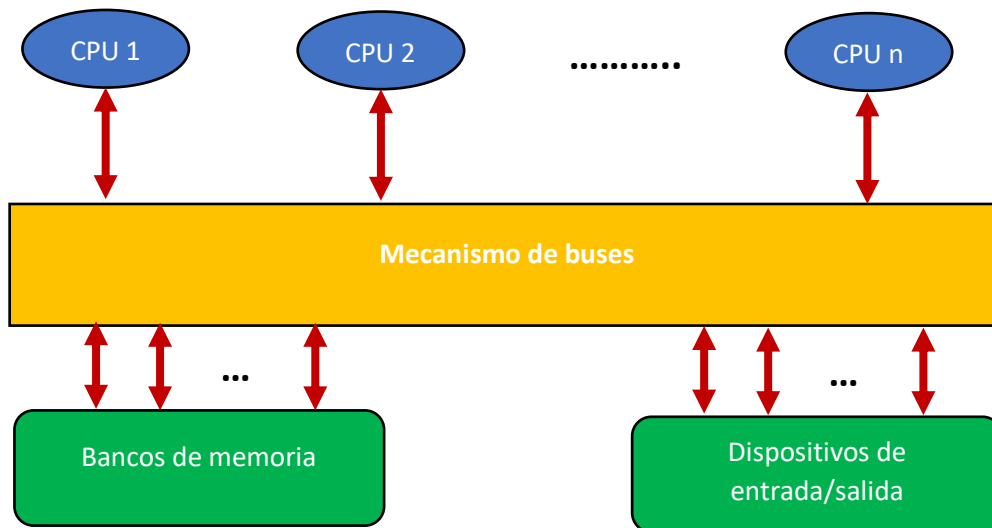 CPU 1
CPU 2
...........
CPU n
Mecanismo de buses
...
...
Bancos de memoria
Dispositivos de
entrada/salida